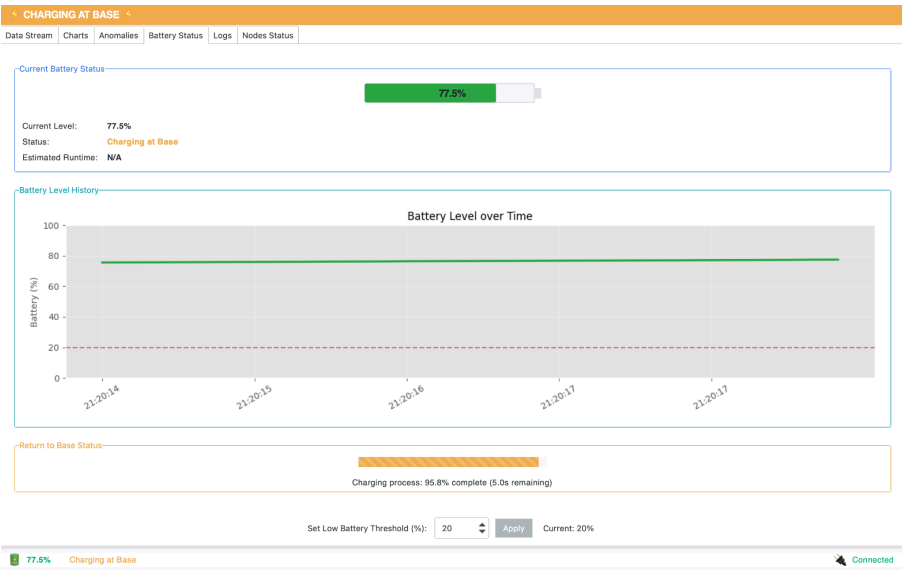 ⚡ CHARGING AT BASE ⚡
Data Stream Charts Anomalies Battery Status Logs Nodes Status
Current Battery Status
77.5%
Current Level: 77.5%
Status: Charging at Base
Estimated Runtime: N/A
Battery Level History
Battery Level over Time
100
80
60
40
20
0
Battery (%)
21:20:14 21:20:15 21:20:16 21:20:17 21:20:17
Return to Base Status
Charging process: 95.8% complete (5.0s remaining)
Set Low Battery Threshold (%): 20 Apply Current: 20%
77.5% Charging at Base Connected